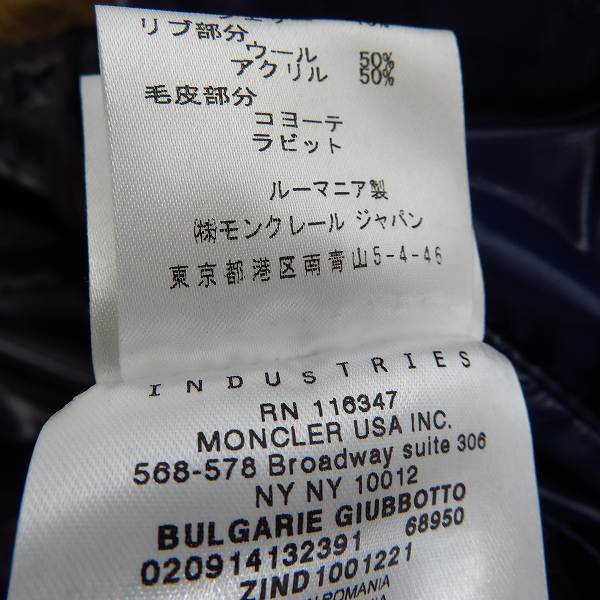 リブ部分
ウール 50%
アクリル 50%
毛皮部分
コヨーテ
ラビット
ルーマニア製
㈱モンクレール ジャパン
東京都港区南青山5-4-46
INDUSTRIES
RN 116347
MONCLER USA INC.
568-578 Broadway suite 306
NY NY 10012
BULGARIE GIUBBOTTO
020914132391 68950
ZIND1001221
ROMANIA